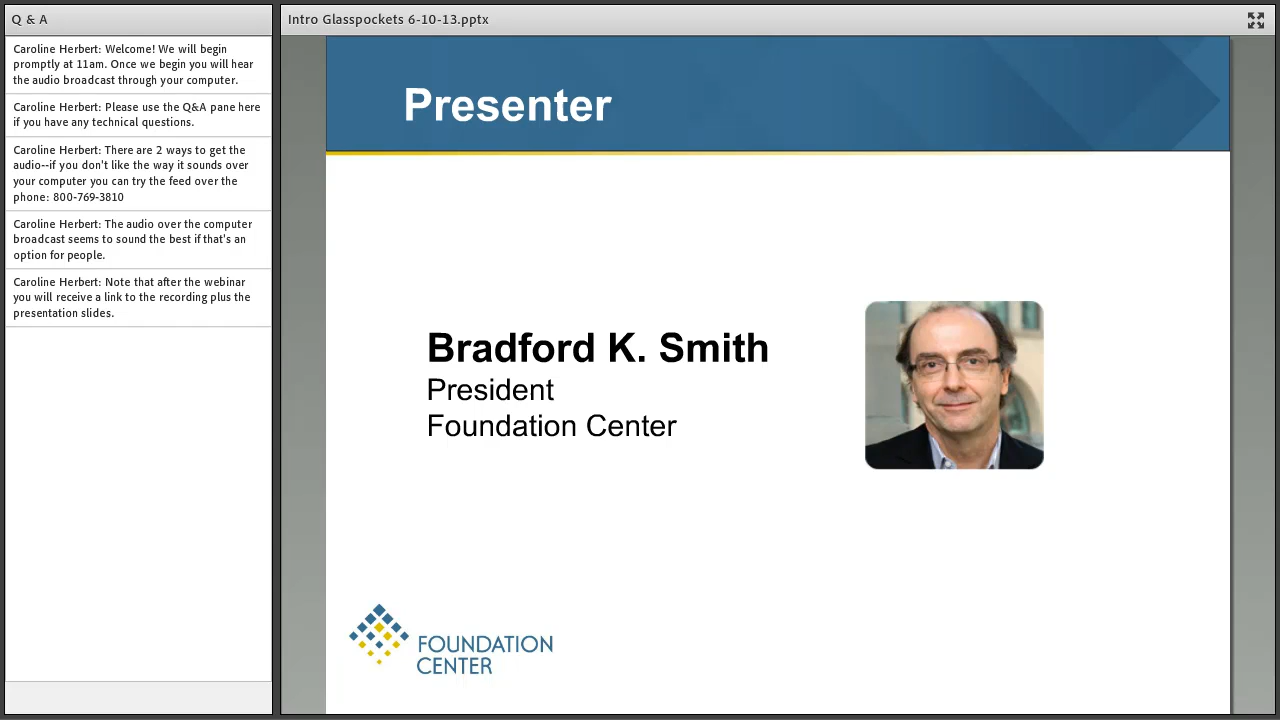 Q & A
Caroline Herbert: Welcome! We will begin
promptly at 11am. Once we begin you will hear
the audio broadcast through your computer.
Caroline Herbert: Please use the Q&A pane here
if you have any technical questions.
Caroline Herbert: There are 2 ways to get the
audio--if you don't like the way it sounds over
your computer you can try the feed over the
phone: 800-769-3810
Caroline Herbert: The audio over the computer
broadcast seems to sound the best if that's an
option for people.
Caroline Herbert: Note that after the webinar
you will receive a link to the recording plus the
presentation slides.
Intro Glasspockets 6-10-13.pptx
Presenter
Bradford K. Smith
President
Foundation Center
FOUNDATION
CENTER